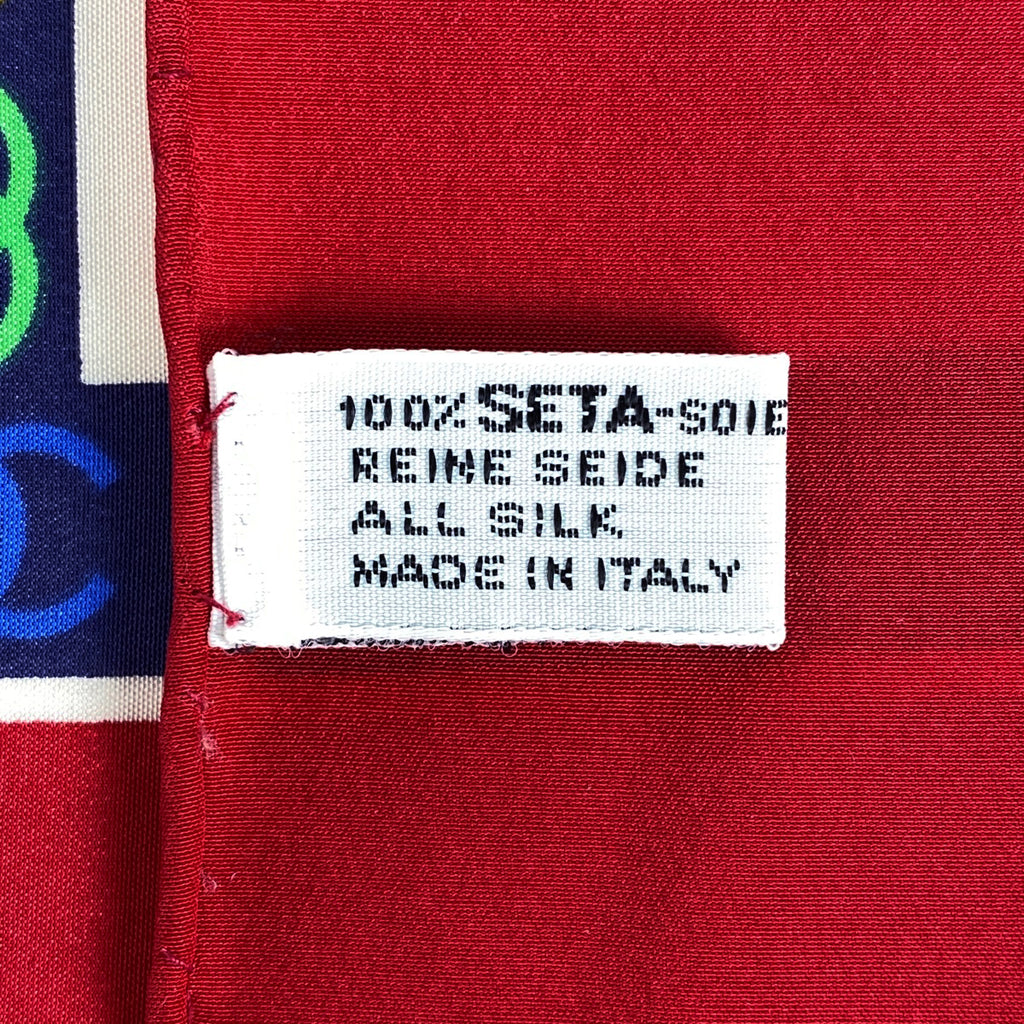 100% SETA-SOIE
REINE SEIDE
ALL SILK
MADE IN ITALY